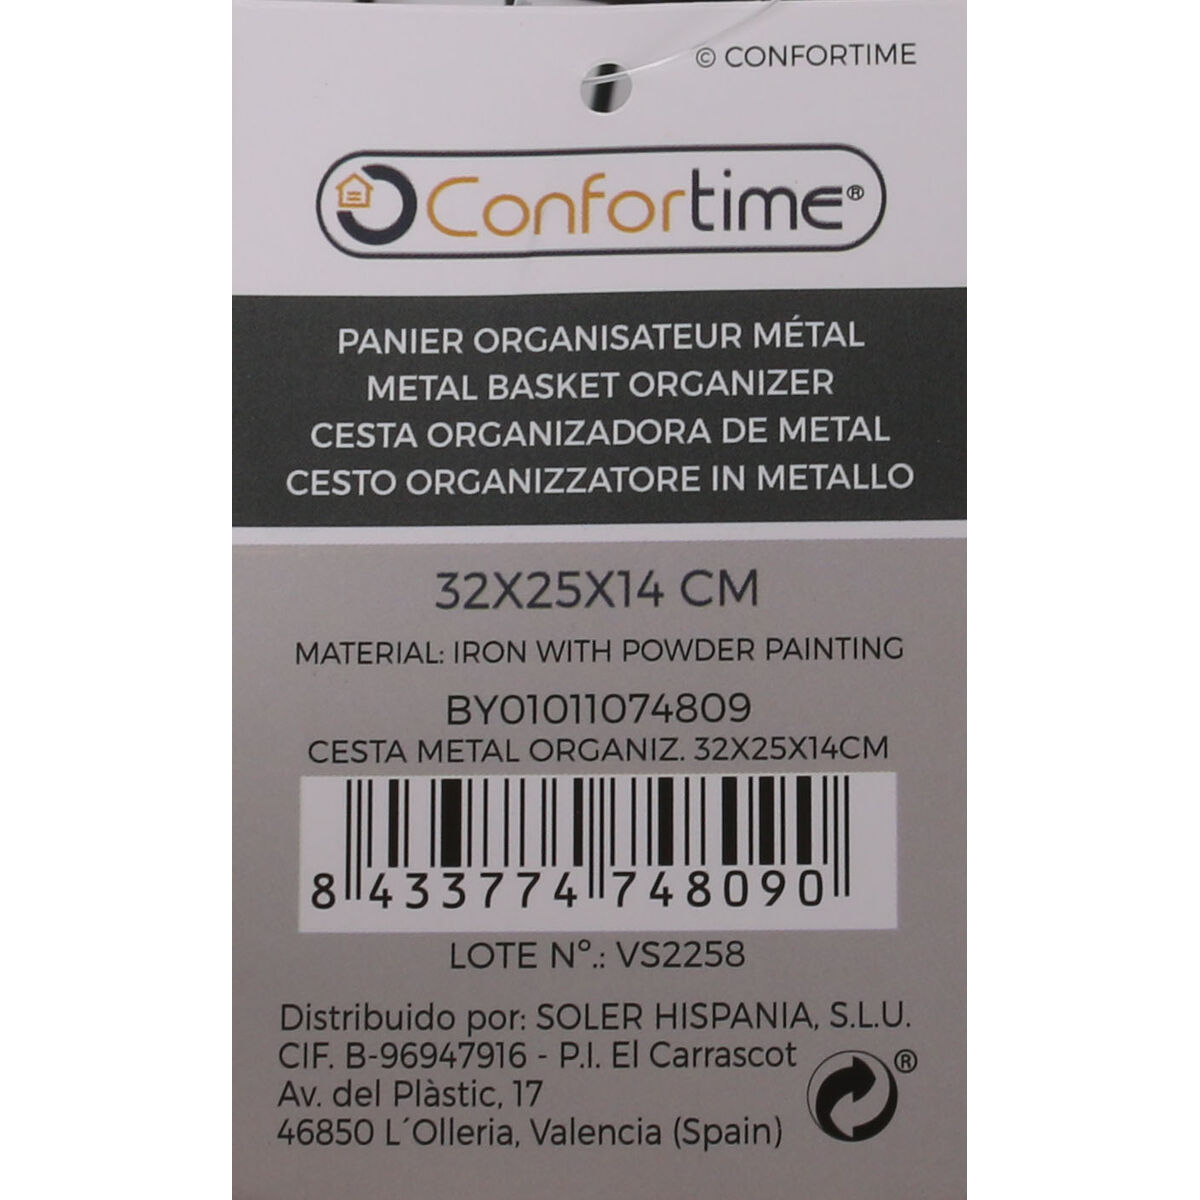 © CONFORTIME
Confortime®
PANIER ORGANISATEUR MÉTAL
METAL BASKET ORGANIZER
CESTA ORGANIZADORA DE METAL
CESTO ORGANIZZATORE IN METALLO
32X25X14 CM
MATERIAL: IRON WITH POWDER PAINTING
BY01011074809
CESTA METAL ORGANIZ. 32X25X14CM
8 433774 748090
LOTE Nº.: VS2258
Distribuido por: SOLER HISPANIA, S.L.U.
CIF. B-96947916 - P.I. El Carrascot
®
Av. del Plàstic, 17
46850 L´Olleria, Valencia (Spain)